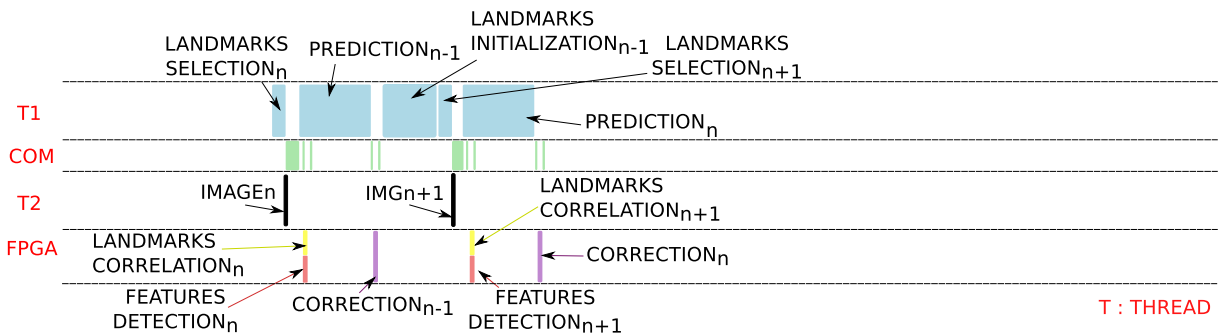 LANDMARKS
SELECTIONn
PREDICTIONn-1
LANDMARKS
INITIALIZATIONn-1
LANDMARKS
SELECTIONn+1
T1
PREDICTIONn
COM
T2
IMAGEn
IMGn+1
LANDMARKS
CORRELATIONn+1
FPGA
LANDMARKS
CORRELATIONn
CORRECTIONn
FEATURES
DETECTIONn
CORRECTIONn-1
FEATURES
DETECTIONn+1
T : THREAD